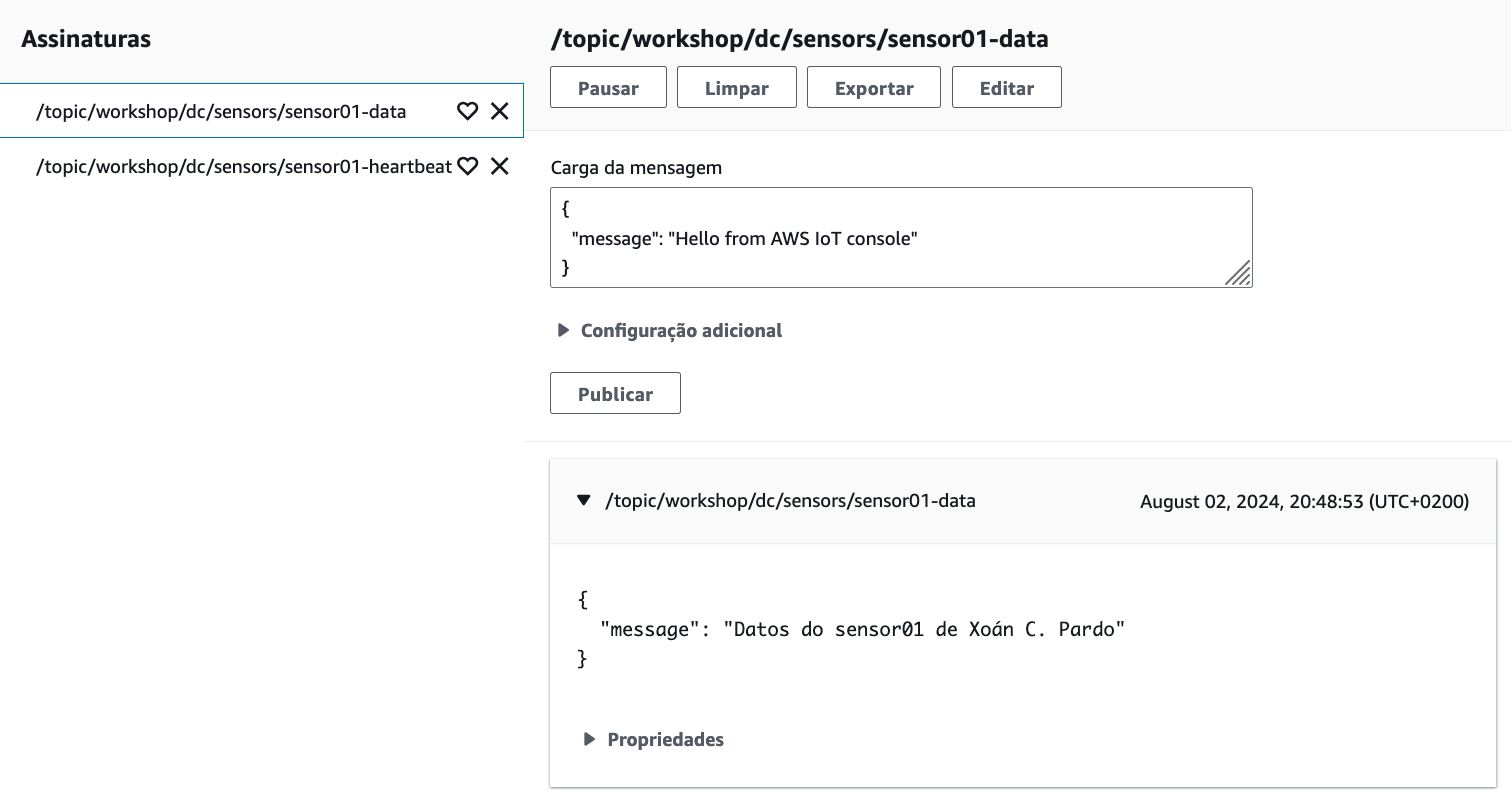 Assinaturas
/topic/workshop/dc/sensors/sensor01-data
/topic/workshop/dc/sensors/sensor01-heartbeat
/topic/workshop/dc/sensors/sensor01-data
Pausar
Limpar
Exportar
Editar
Carga da mensagem
{
"message": "Hello from AWS IoT console"
}
Configuração adicional
Publicar
/topic/workshop/dc/sensors/sensor01-data
August 02, 2024, 20:48:53 (UTC+0200)
{
"message": "Datos do sensor01 de Xoán C. Pardo"
}
Propriedades